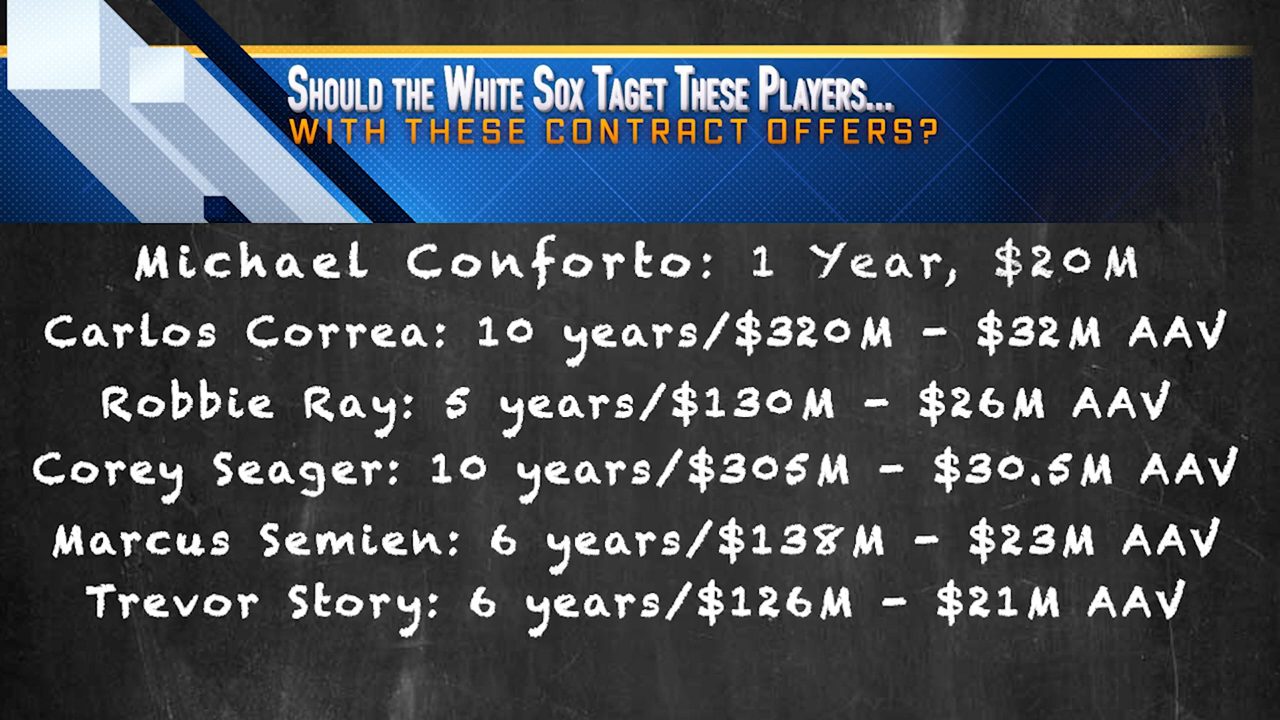 Should the White Sox Taget These Players...
WITH THESE CONTRACT OFFERS?
Michael Conforto: 1 Year, $20M
Carlos Correa: 10 years/$320M - $32M AAV
Robbie Ray: 5 years/$130M - $26M AAV
Corey Seager: 10 years/$305M - $30.5M AAV
Marcus Semien: 6 years/$138M - $23M AAV
Trevor Story: 6 years/$126M - $21M AAV